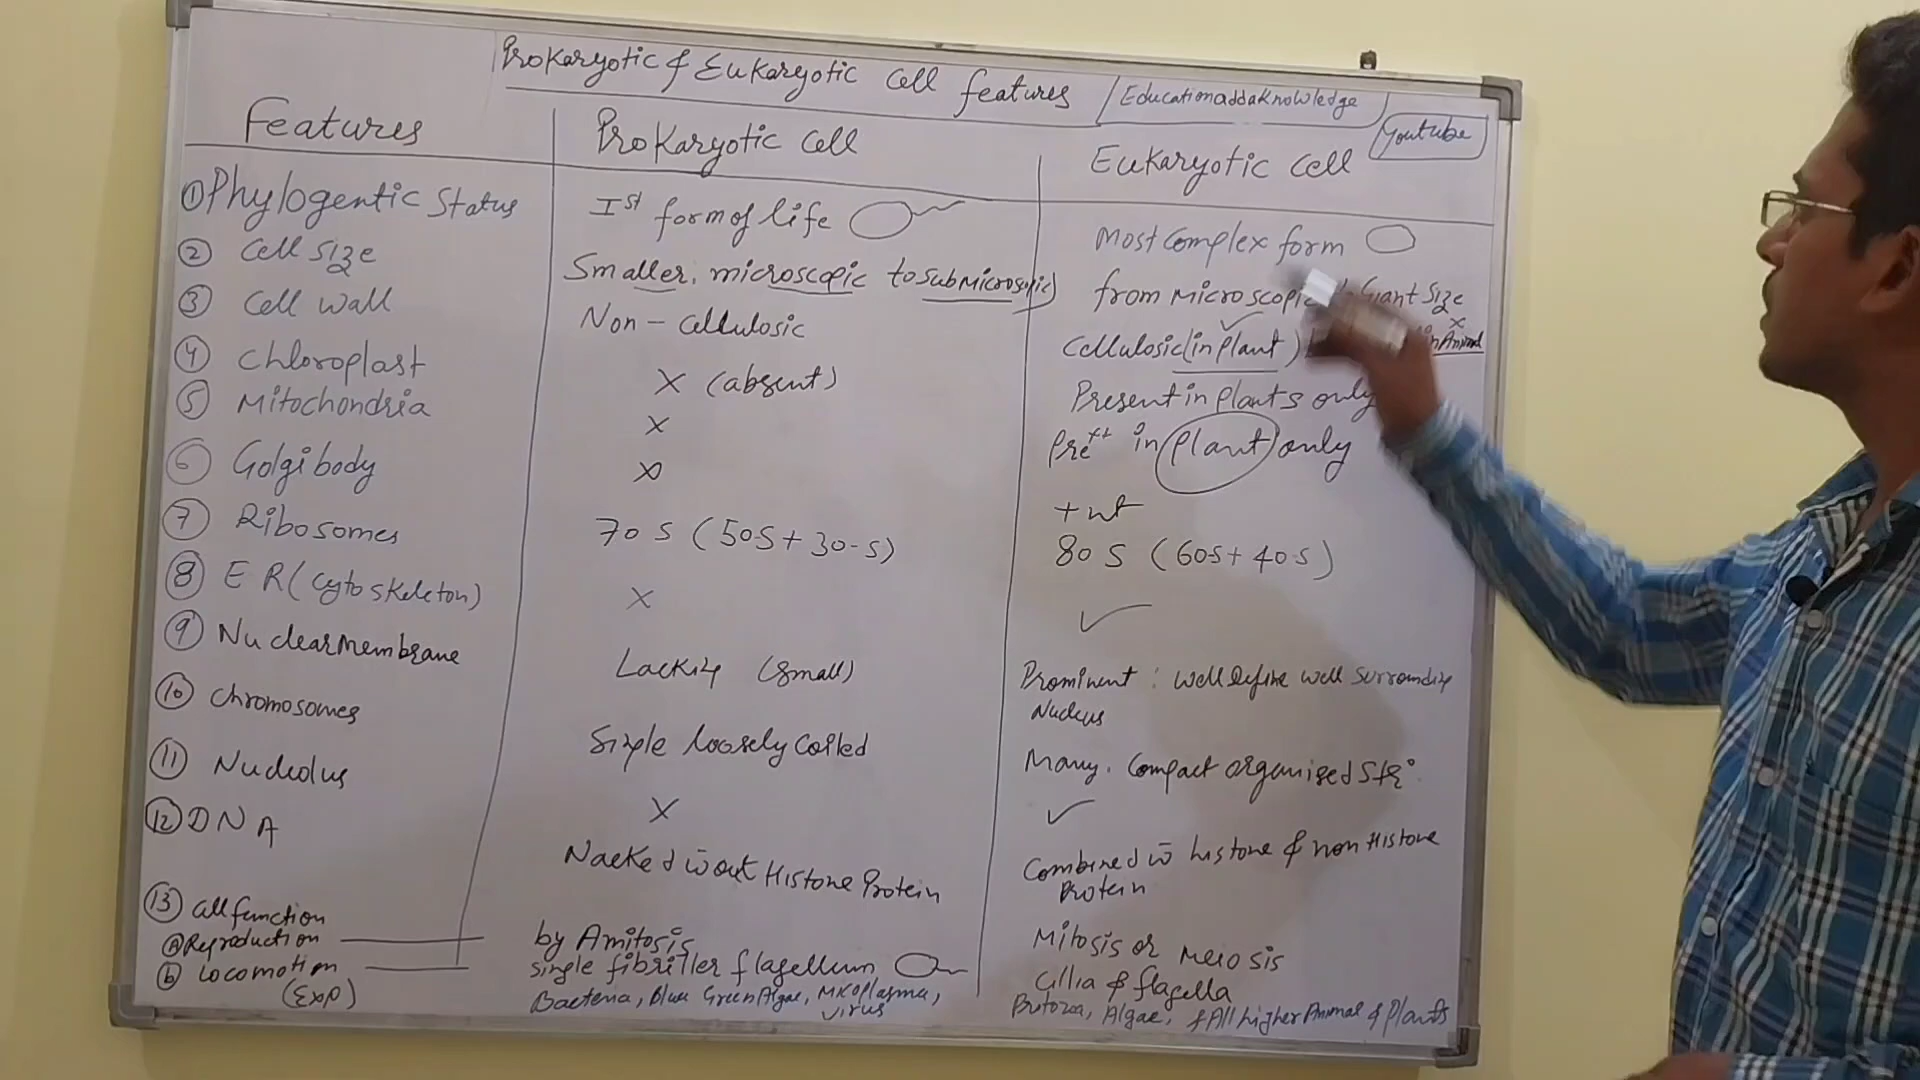 Prokaryotic & Eukaryotic cell features
Educationaddaknowledge
Youtube
Features
Prokaryotic cell
Eukaryotic cell
① Phylogentic Status
Ist form of life
Most complex form
② Cell size
Smaller, microscopic to submicroscopic)
from microscopic Giant size
③ Cell wall
Non - cellulosic
Cellulosic (in plant) in Animal
④ Chloroplast
X (absent)
Present in plants only
⑤ Mitochondria
X
in plant only
⑥ Golgi body
X
+nt
⑦ Ribosomes
70 S (50-S + 30-S)
80 S (60-S + 40-S)
⑧ E R (cytoskeleton)
X
✓
⑨ Nuclear membrane
Lacking (small)
Prominent : well define well surrounding
Nucleus
⑩ Chromosomes
Single loosely coiled
Many, compact organised Str°.
⑪ Nucleolus
X
✓
⑫ D N A
Naeked w̄out Histone Protein
Combined w̄ histone & non Histone
Protein
⑬ all function
Ⓐ Reproduction
by Amitosis
Mitosis or meiosis
ⓑ Locomotion
single fibriller flagellum
Cillia & flagella
(Exp)
Bacteria, Blue Green Algae, Mycoplasma,
virus
Protozoa, Algae, & All higher Animal & Plants